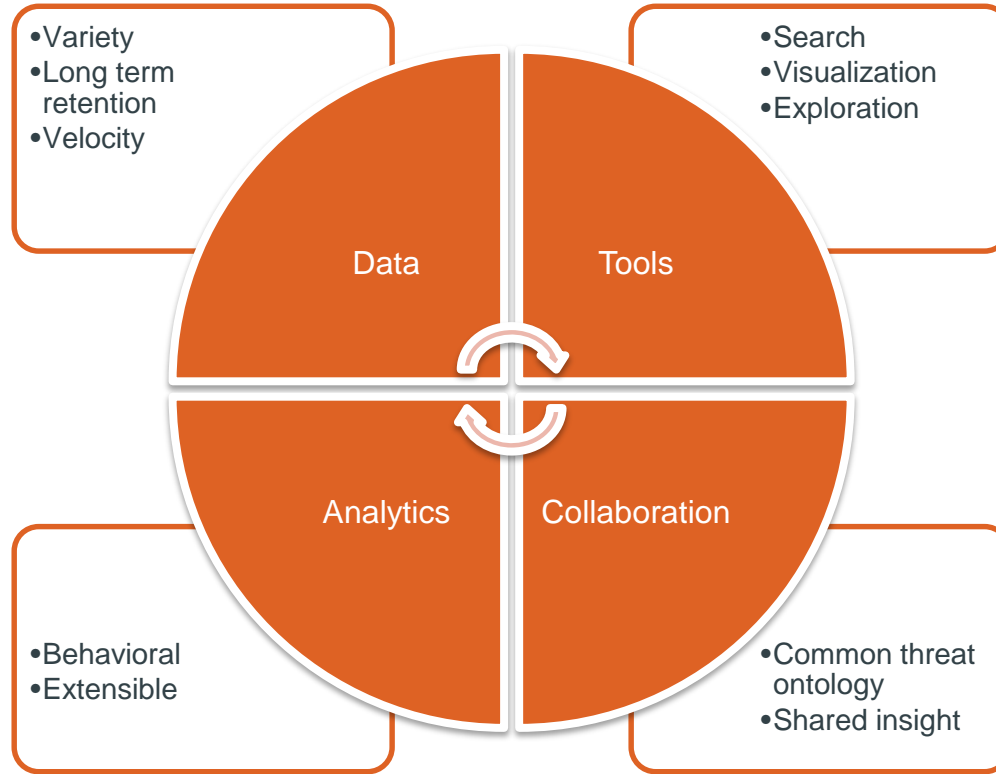 •Variety
•Long term
retention
•Velocity
•Search
•Visualization
•Exploration
Data
Tools
Analytics
Collaboration
•Behavioral
•Extensible
•Common threat
ontology
•Shared insight